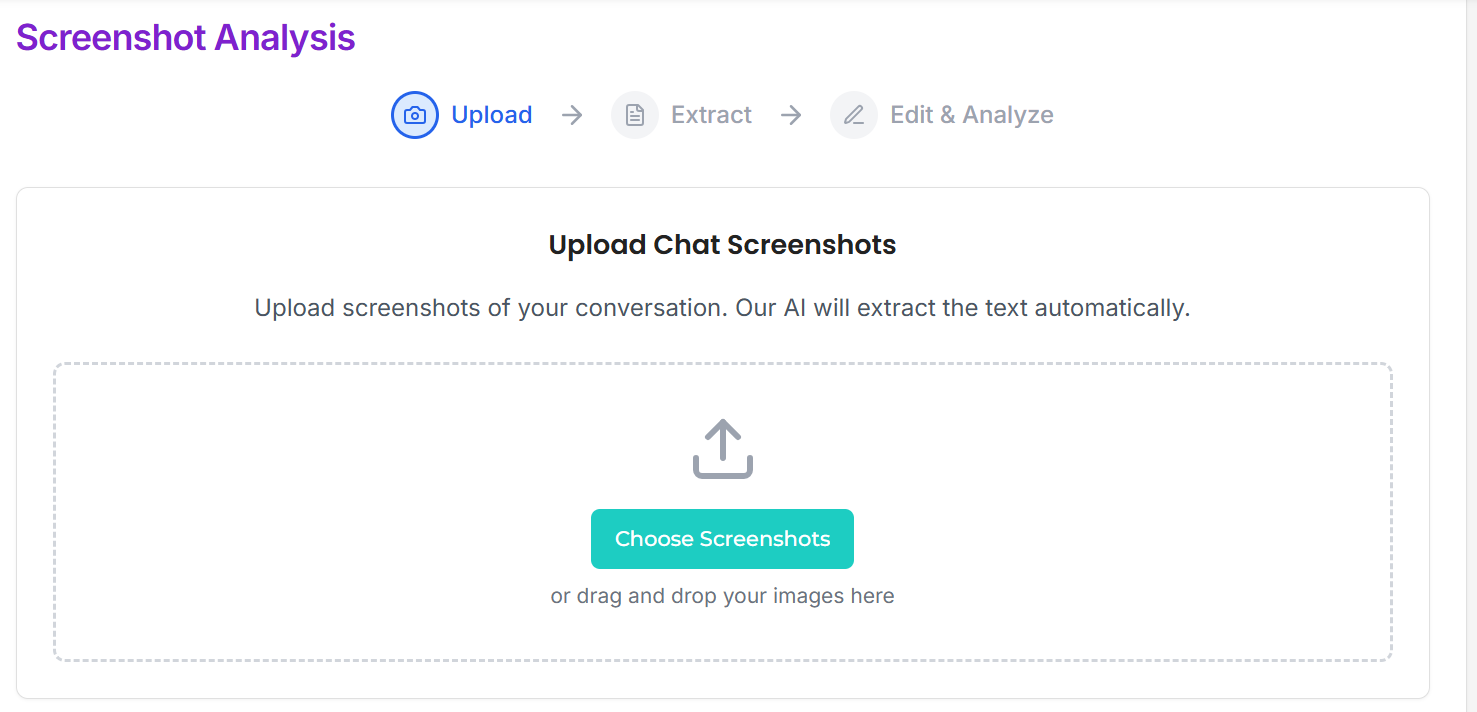 Screenshot Analysis
Upload
Extract
Edit & Analyze
Upload Chat Screenshots
Upload screenshots of your conversation. Our AI will extract the text automatically.
Choose Screenshots
or drag and drop your images here